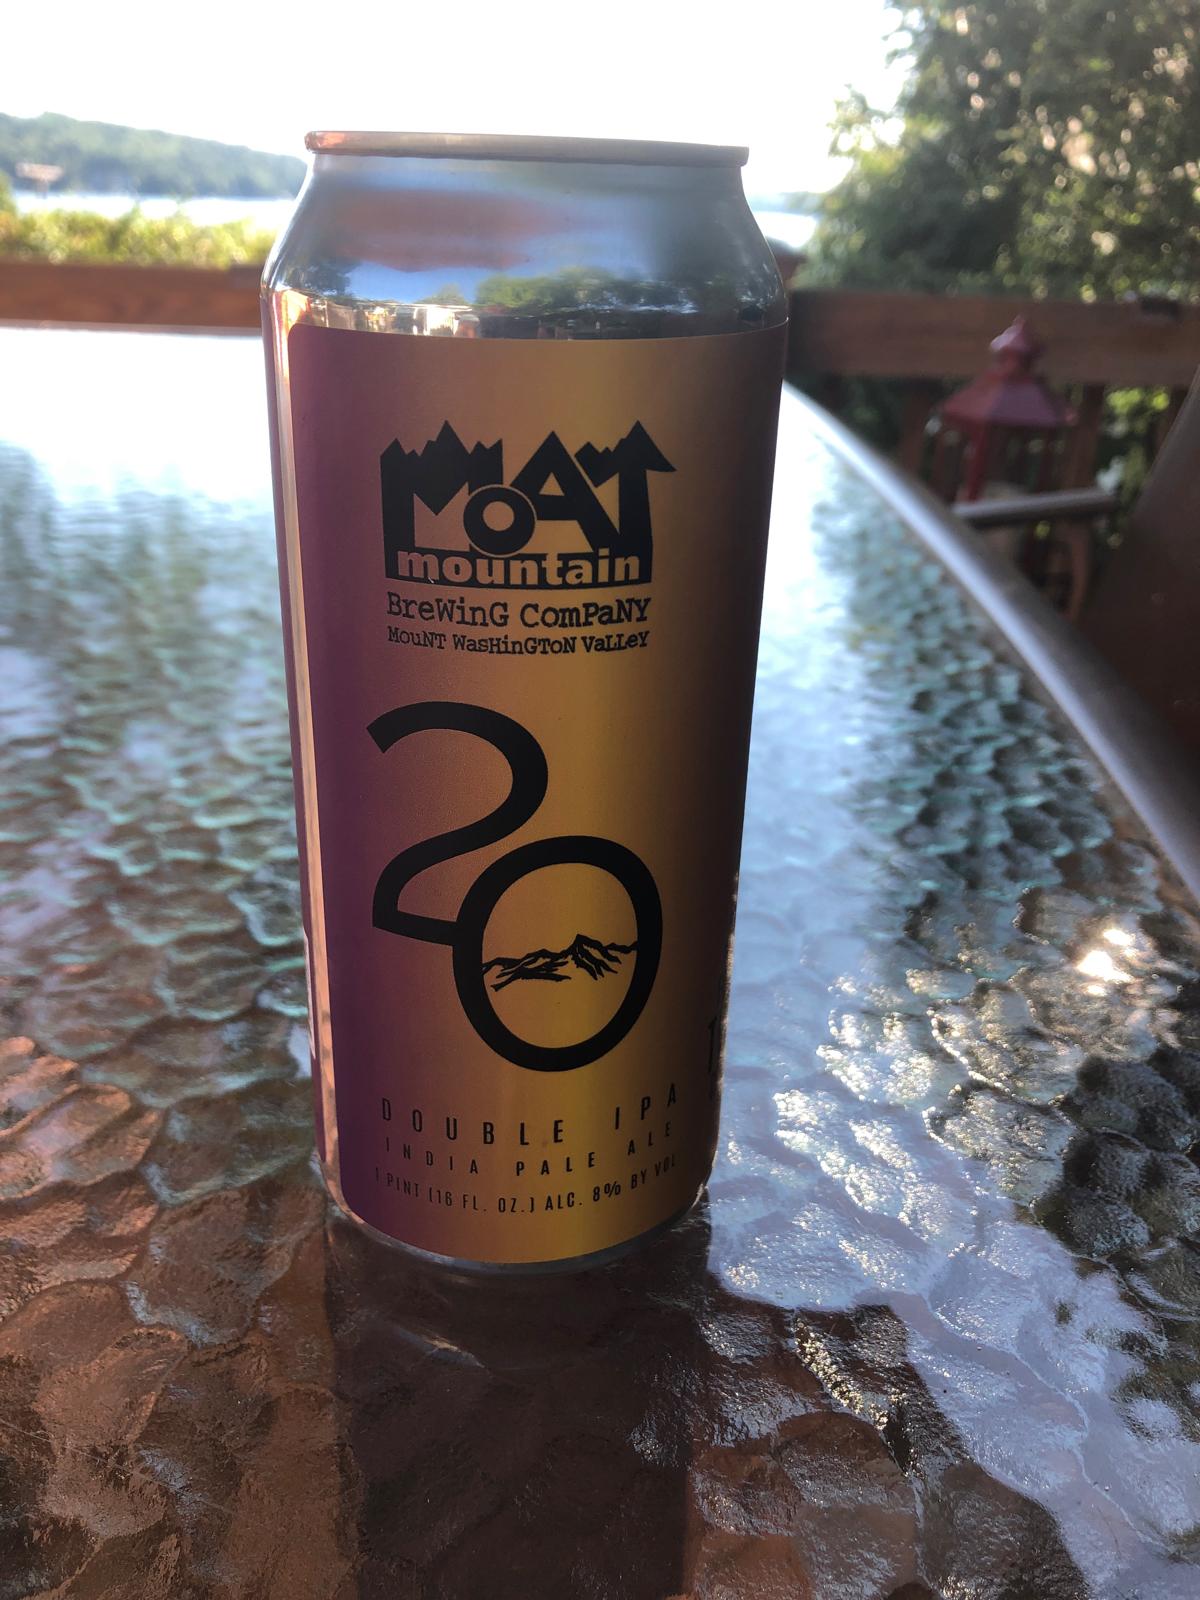 MOAT
mountain
BreWinG ComPaNY
MouNT WasHinGToN VaLLeY
20
DOUBLE IPA
INDIA PALE ALE
1 PINT (16 FL. OZ.) ALC. 8% BY VOL